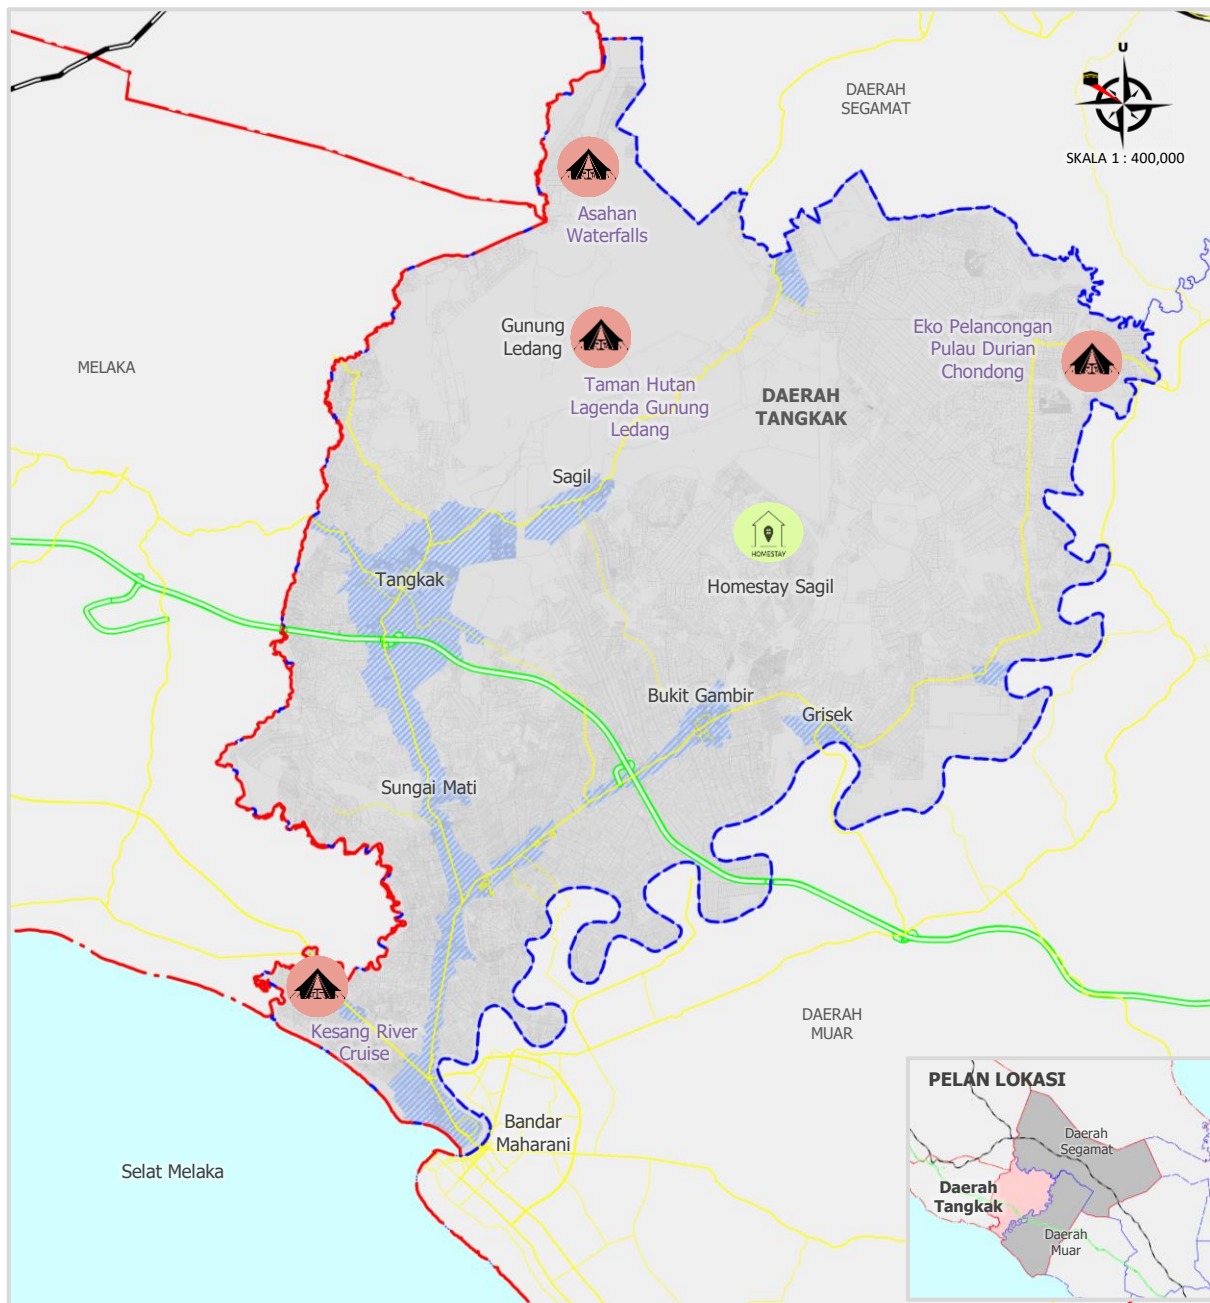 U
SKALA 1 : 400,000
DAERAH
SEGAMAT
Asahan
Waterfalls
Gunung
Ledang
Taman Hutan
Lagenda Gunung
Ledang
Eko Pelancongan
Pulau Durian
Chondong
MELAKA
DAERAH
TANGKAK
Sagil
HOMESTAY
Homestay Sagil
Tangkak
Bukit Gambir
Grisek
Sungai Mati
Kesang River
Cruise
DAERAH
MUAR
Bandar
Maharani
Selat Melaka
PELAN LOKASI
Daerah
Segamat
Daerah
Tangkak
Daerah
Muar